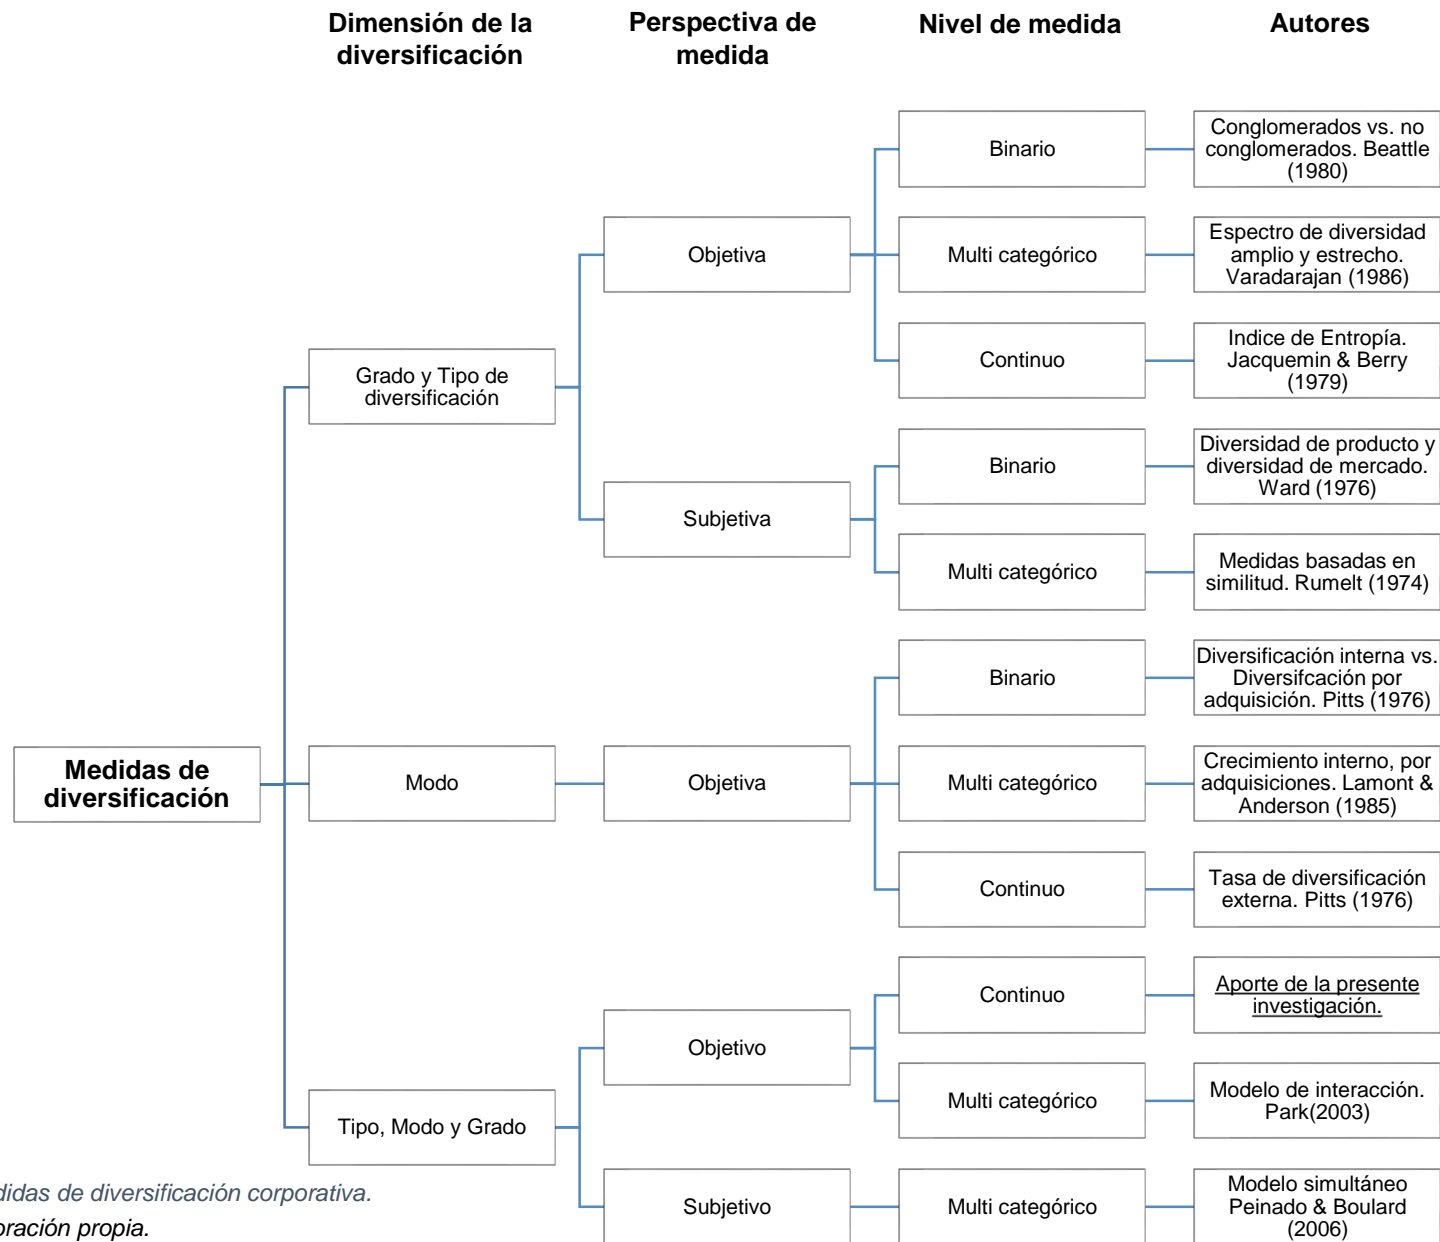 Dimensión de la
diversificación
Perspectiva de
medida
Nivel de medida
Autores
Binario
Conglomerados vs. no
conglomerados. Beattle
(1980)
Objetiva
Multi categórico
Espectro de diversidad
amplio y estrecho.
Varadarajan (1986)
Continuo
Indice de Entropía.
Jacquemin & Berry
(1979)
Grado y Tipo de
diversificación
Binario
Diversidad de producto y
diversidad de mercado.
Ward (1976)
Subjetiva
Multi categórico
Medidas basadas en
similitud. Rumelt (1974)
Binario
Diversificación interna vs.
Diversifcación por
adquisición. Pitts (1976)
Medidas de
diversificación
Modo
Objetiva
Multi categórico
Crecimiento interno, por
adquisiciones. Lamont &
Anderson (1985)
Continuo
Tasa de diversificación
externa. Pitts (1976)
Continuo
Aporte de la presente
investigación.
Objetivo
Multi categórico
Modelo de interacción.
Park(2003)
Tipo, Modo y Grado
Subjetivo
Multi categórico
Modelo simultáneo
Peinado & Boulard
(2006)
didas de diversificación corporativa.
oración propia.